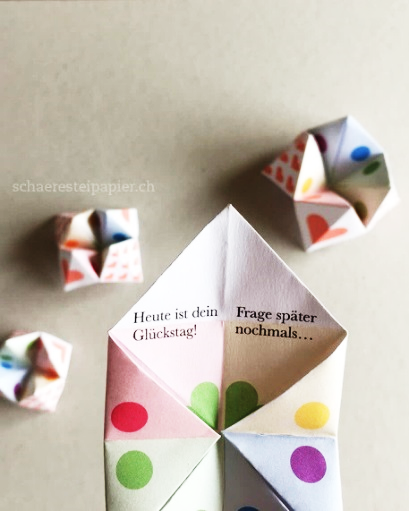 schaeresteipapier.ch
Heute ist dein
Glückstag!
Frage später
nochmals...